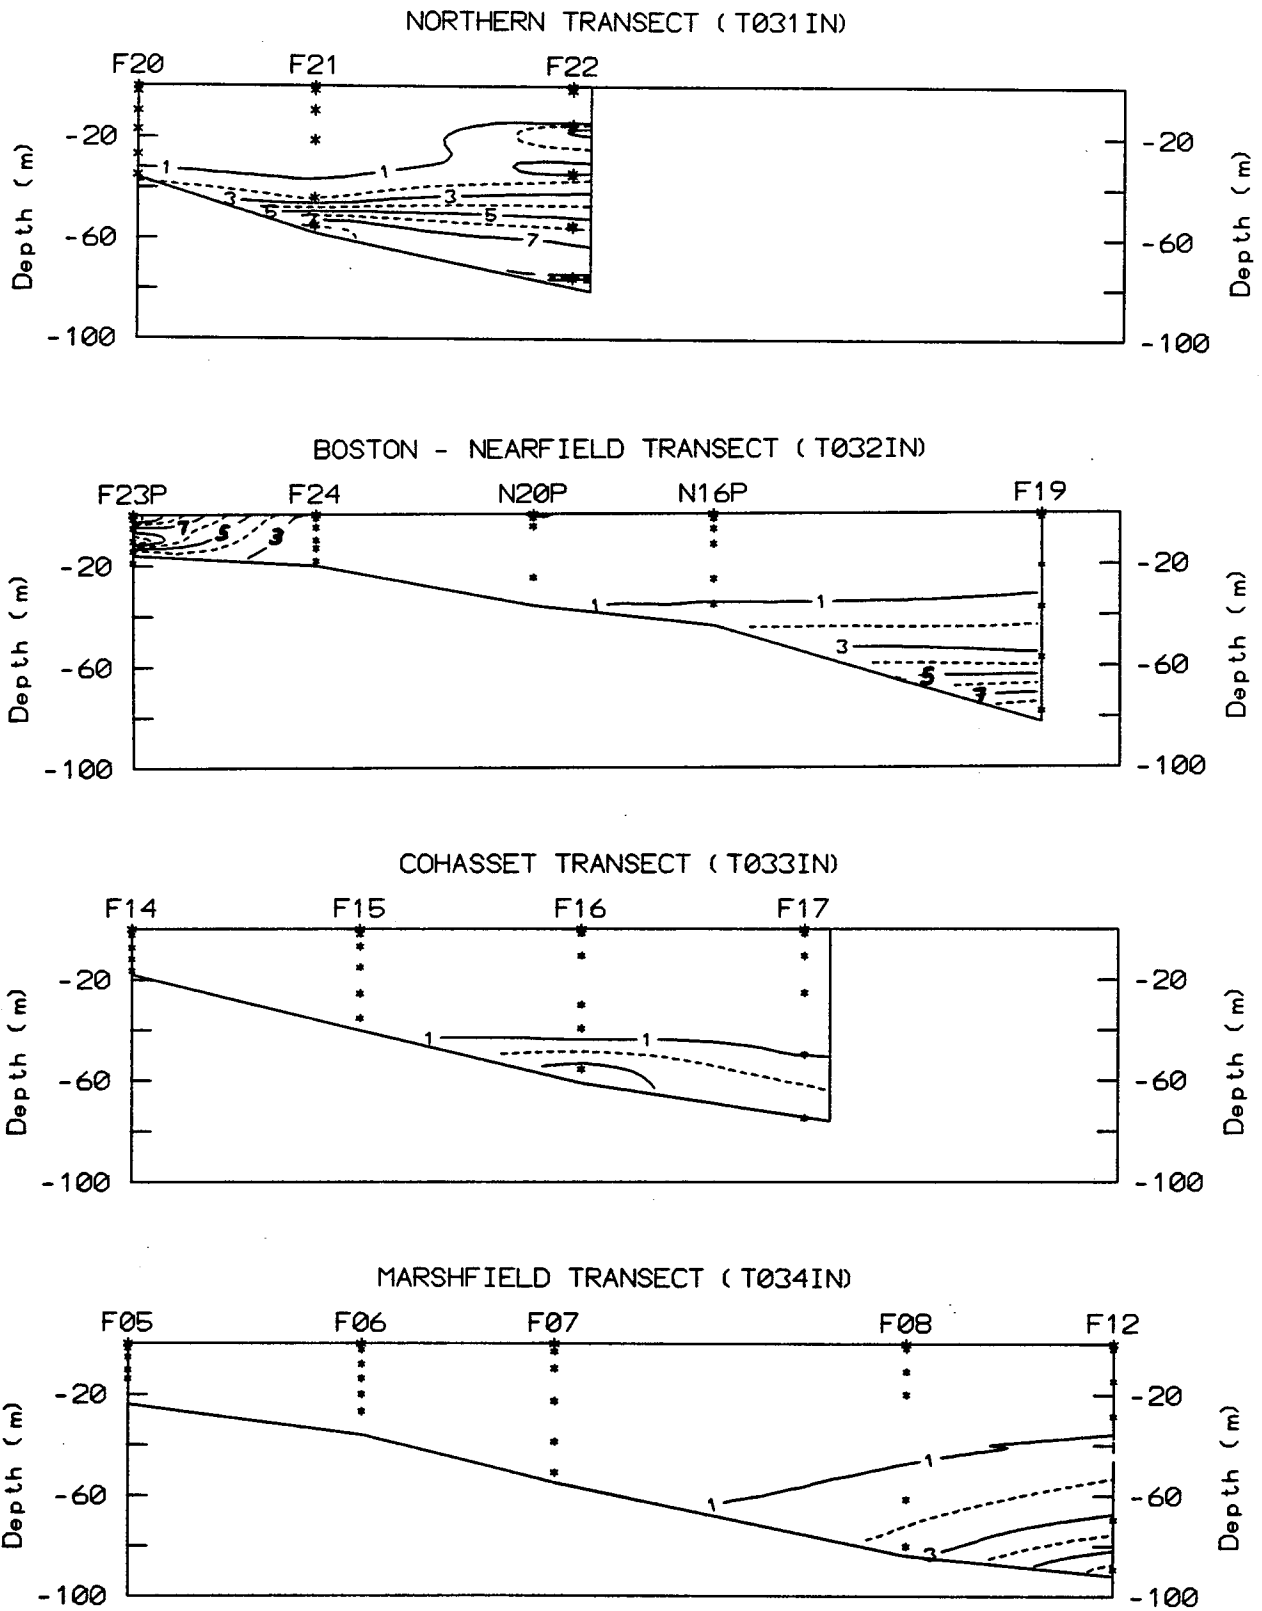 NORTHERN TRANSECT (T031IN)
F20 F21 F22
Depth (m) -20 -60 -100
1 1 3 3 5 5 7 7
-20 -60 -100 Depth (m)
BOSTON - NEARFIELD TRANSECT (T032IN)
F23P F24 N20P N16P F19
Depth (m) -20 -60 -100
7 5 3 1 1 3 5 7
-20 -60 -100 Depth (m)
COHASSET TRANSECT (T033IN)
F14 F15 F16 F17
Depth (m) -20 -60 -100
1 1
-20 -60 -100 Depth (m)
MARSHFIELD TRANSECT (T034IN)
F05 F06 F07 F08 F12
Depth (m) -20 -60 -100
1 1 3
-20 -60 -100 Depth (m)